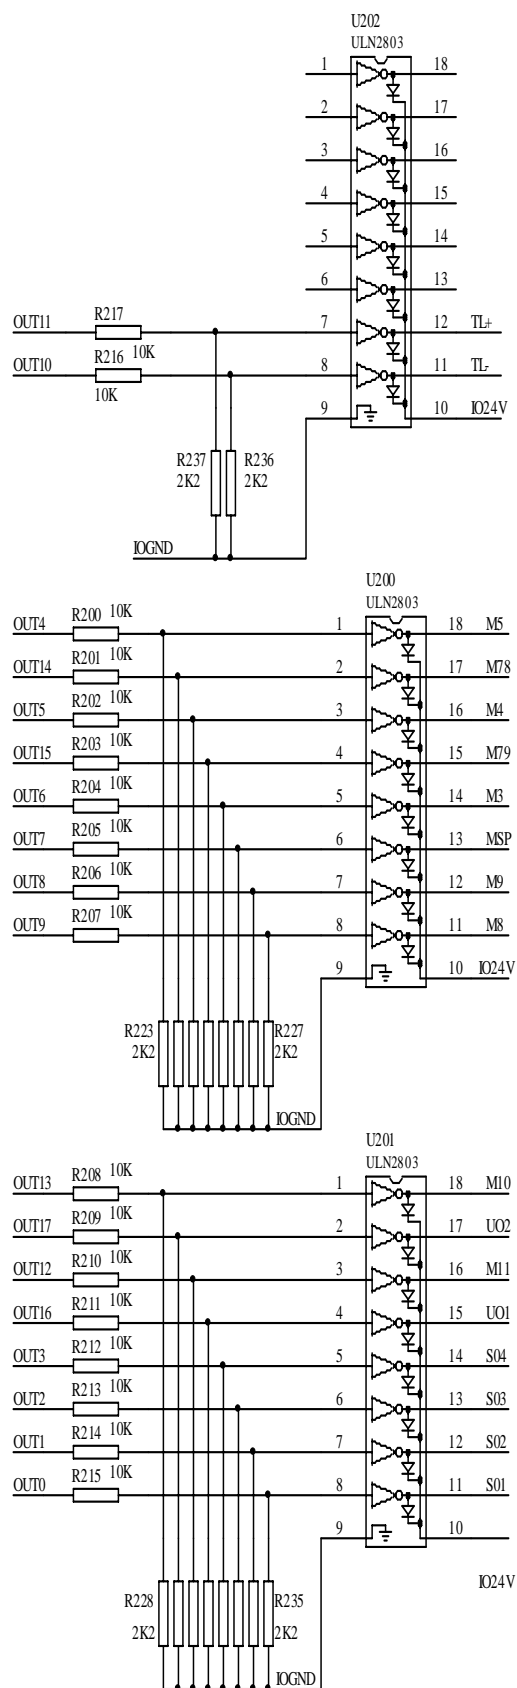 U202
ULN2803
1 18
2 17
3 16
4 15
5 14
6 13
OUT11 R217 10K 7 12 TL+
OUT10 R216 10K 8 11 TL-
9 10 IO24V
R237 R236
2K2 2K2
IOGND
U200
ULN2803
OUT4 R200 10K 1 18 M5
OUT14 R201 10K 2 17 M78
OUT5 R202 10K 3 16 M4
OUT15 R203 10K 4 15 M79
OUT6 R204 10K 5 14 M3
OUT7 R205 10K 6 13 MSP
OUT8 R206 10K 7 12 M9
OUT9 R207 10K 8 11 M8
9 10 IO24V
R223 R227
2K2 2K2
IOGND
U201
ULN2803
OUT13 R208 10K 1 18 M10
OUT17 R209 10K 2 17 UO2
OUT12 R210 10K 3 16 M11
OUT16 R211 10K 4 15 UO1
OUT3 R212 10K 5 14 S04
OUT2 R213 10K 6 13 S03
OUT1 R214 10K 7 12 S02
OUT0 R215 10K 8 11 S01
9 10
IO24V
R228 R235
2K2 2K2
IOGND